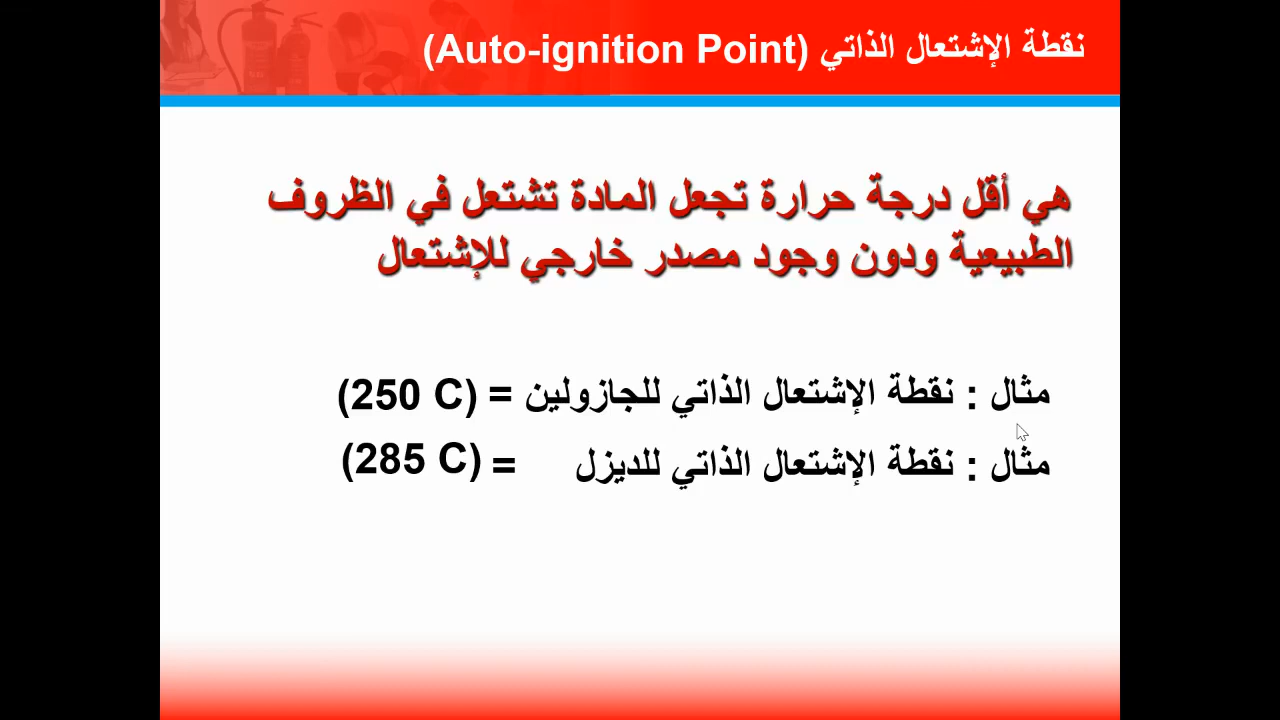 نقطة الإشتعال الذاتي (Auto-ignition Point)
هي أقل درجة حرارة تجعل المادة تشتعل في الظروف
الطبيعية ودون وجود مصدر خارجي للإشتعال
مثال : نقطة الإشتعال الذاتي للجازولين = (250 C)
مثال : نقطة الإشتعال الذاتي للديزل = (285 C)